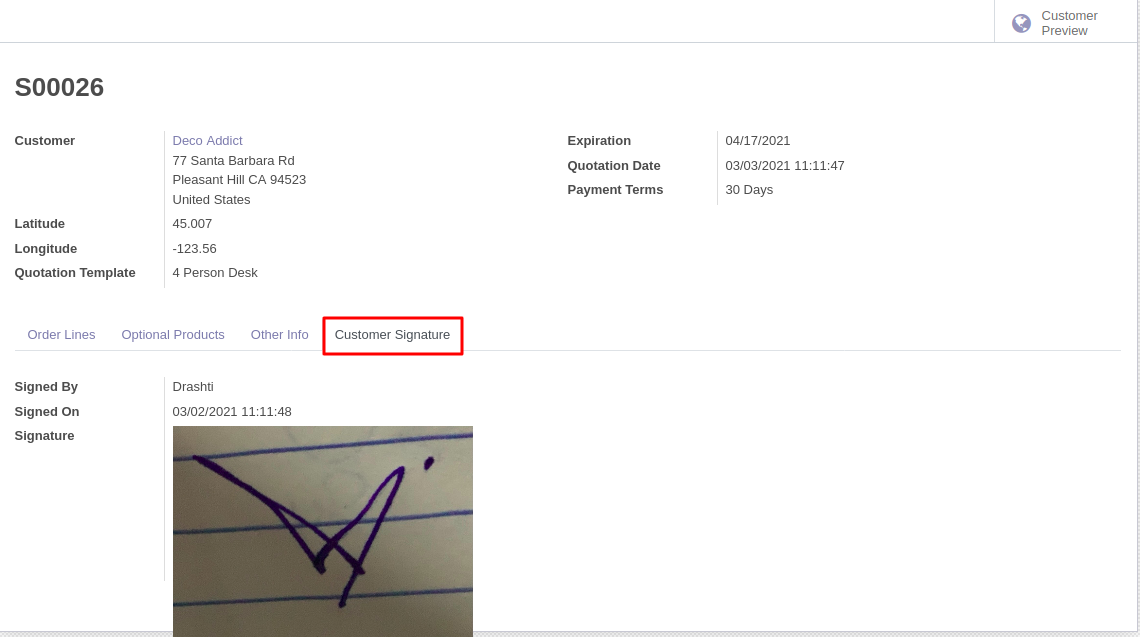 Customer
Preview
S00026
Customer
Deco Addict
77 Santa Barbara Rd
Pleasant Hill CA 94523
United States
Latitude
45.007
Longitude
-123.56
Quotation Template
4 Person Desk
Expiration
04/17/2021
Quotation Date
03/03/2021 11:11:47
Payment Terms
30 Days
Order Lines Optional Products Other Info Customer Signature
Signed By
Drashti
Signed On
03/02/2021 11:11:48
Signature